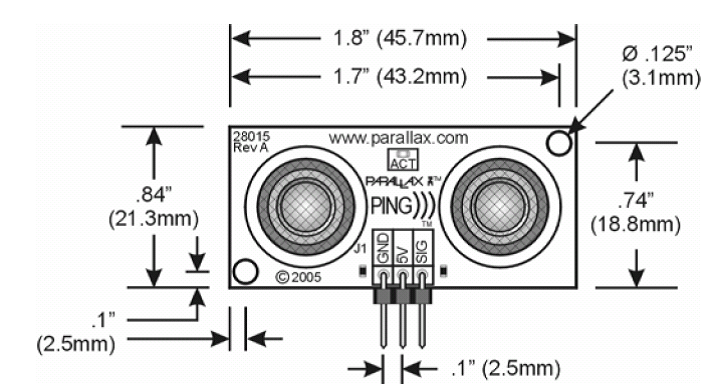 1.8” (45.7mm)
1.7” (43.2mm)
Ø .125”
(3.1mm)
28015
Rev A
www.parallax.com
ACT
PARALLAX ™
PING))) ™
.84”
(21.3mm)
.74”
(18.8mm)
J1
GND
5V
SIG
©2005
.1”
(2.5mm)
.1” (2.5mm)